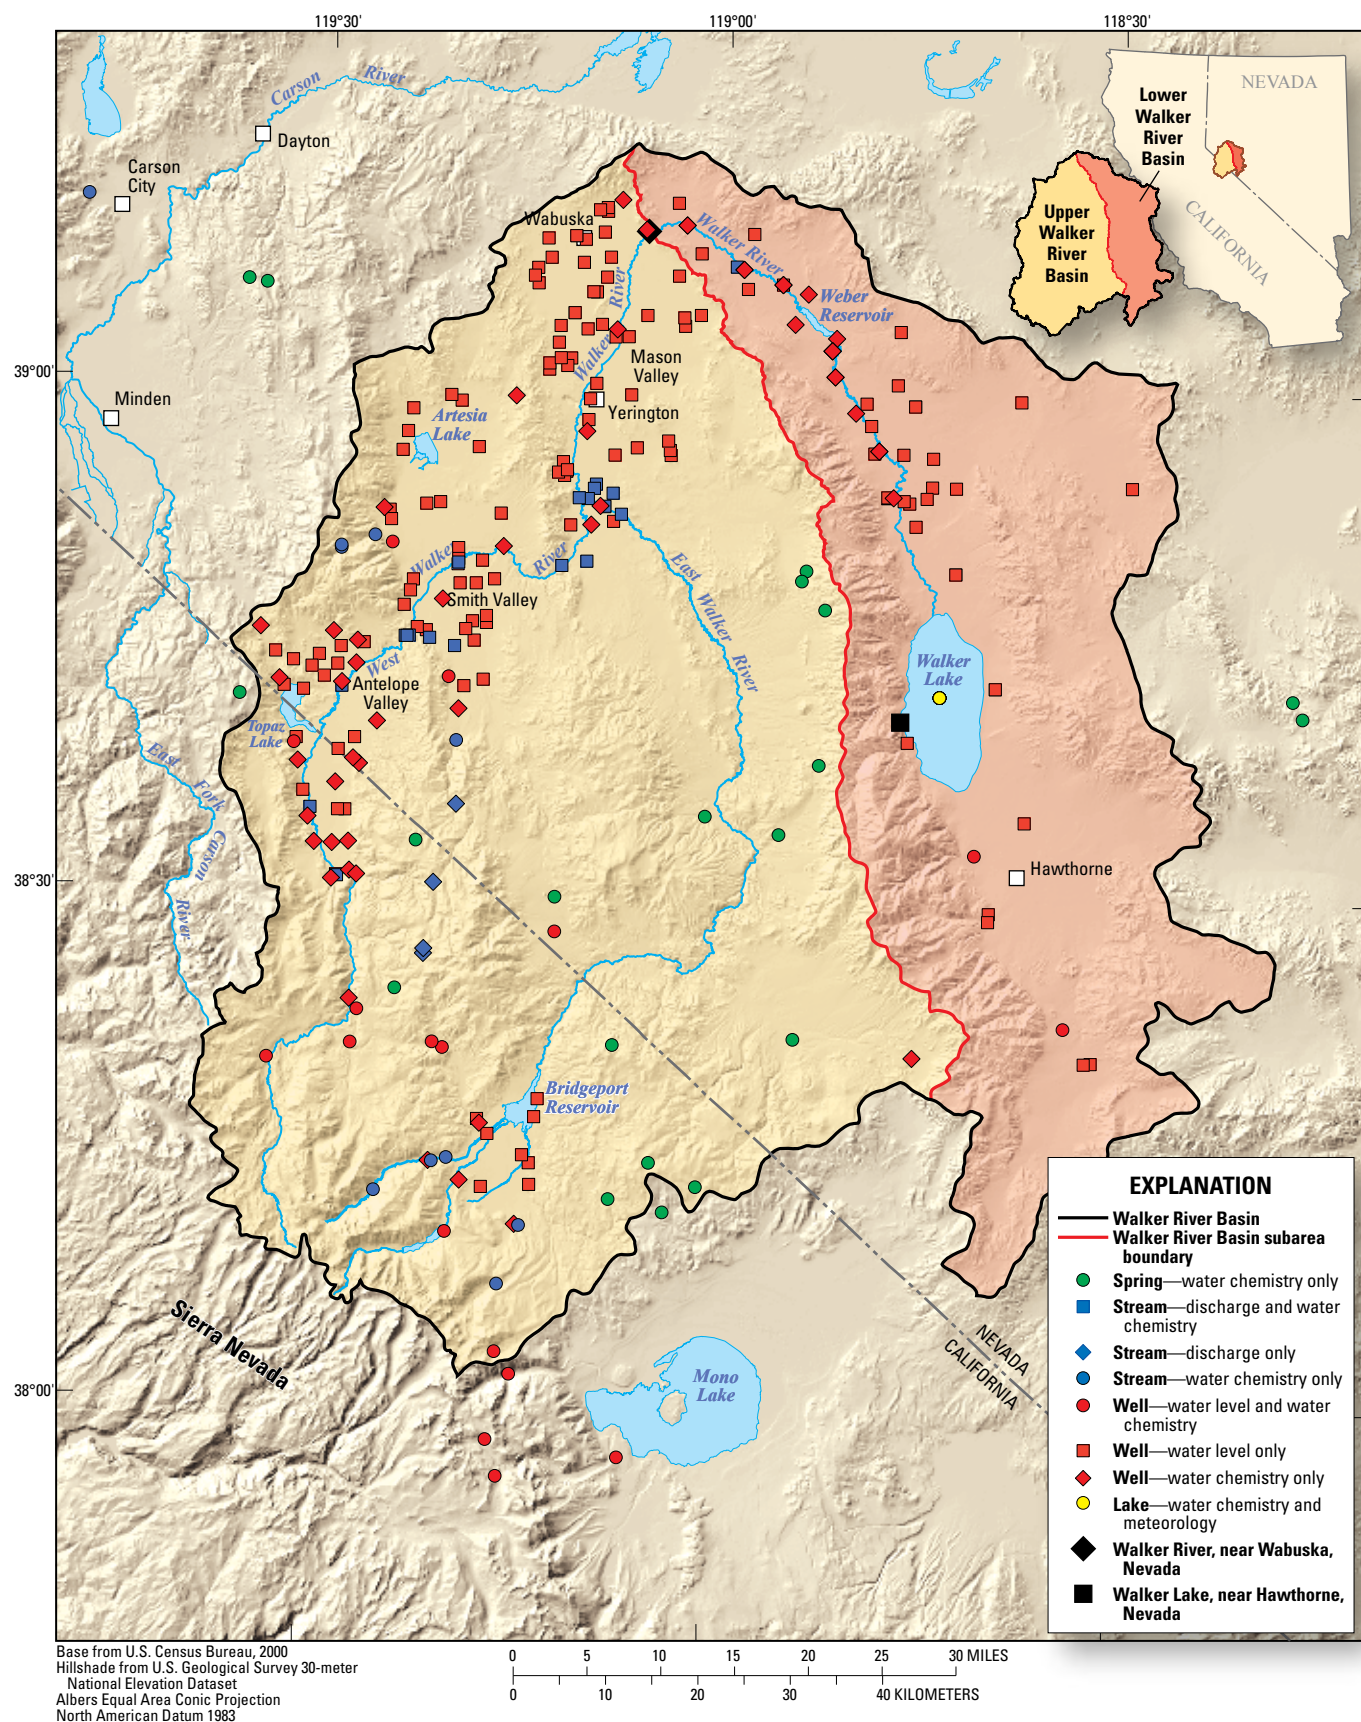 119°30'
119°00'
118°30'
Carson
River
Dayton
Carson
City
NEVADA
Lower
Walker
River
Basin
Upper
Walker
River
Basin
CALIFORNIA
Wabuska
Walker River
Weber
Reservoir
River
Walker
Mason
Valley
39°00'
Minden
Yerington
Artesia
Lake
Walker
River
East
Walker
River
Smith Valley
West
Antelope
Valley
Walker
Lake
Topaz
Lake
East
Fork
Carson
River
38°30'
Hawthorne
Bridgeport
Reservoir
Sierra Nevada
NEVADA
CALIFORNIA
Mono
Lake
38°00'
EXPLANATION
Walker River Basin
Walker River Basin subarea
boundary
Spring—water chemistry only
Stream—discharge and water
chemistry
Stream—discharge only
Stream—water chemistry only
Well—water level and water
chemistry
Well—water level only
Well—water chemistry only
Lake—water chemistry and
meteorology
Walker River, near Wabuska,
Nevada
Walker Lake, near Hawthorne,
Nevada
Base from U.S. Census Bureau, 2000
Hillshade from U.S. Geological Survey 30-meter
National Elevation Dataset
Albers Equal Area Conic Projection
North American Datum 1983
0 5 10 15 20 25 30 MILES
0 10 20 30 40 KILOMETERS